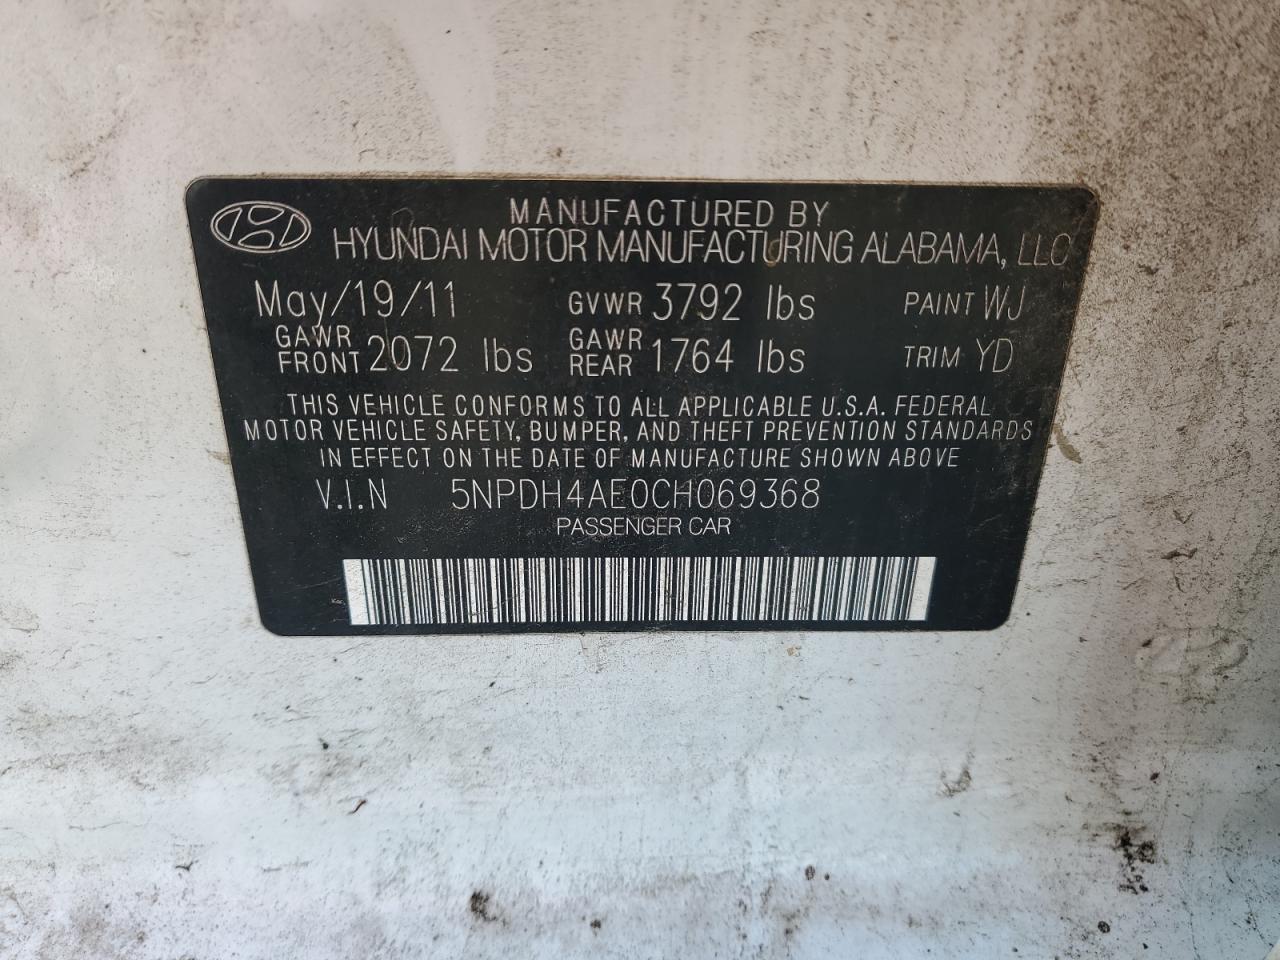 MANUFACTURED BY
HYUNDAI MOTOR MANUFACTURING ALABAMA, LLC
May/19/11 GVWR 3792 lbs PAINT WJ
GAWR FRONT 2072 lbs GAWR REAR 1764 lbs TRIM YD
THIS VEHICLE CONFORMS TO ALL APPLICABLE U.S.A. FEDERAL
MOTOR VEHICLE SAFETY, BUMPER, AND THEFT PREVENTION STANDARDS
IN EFFECT ON THE DATE OF MANUFACTURE SHOWN ABOVE
V.I.N 5NPDH4AE0CH069368
PASSENGER CAR